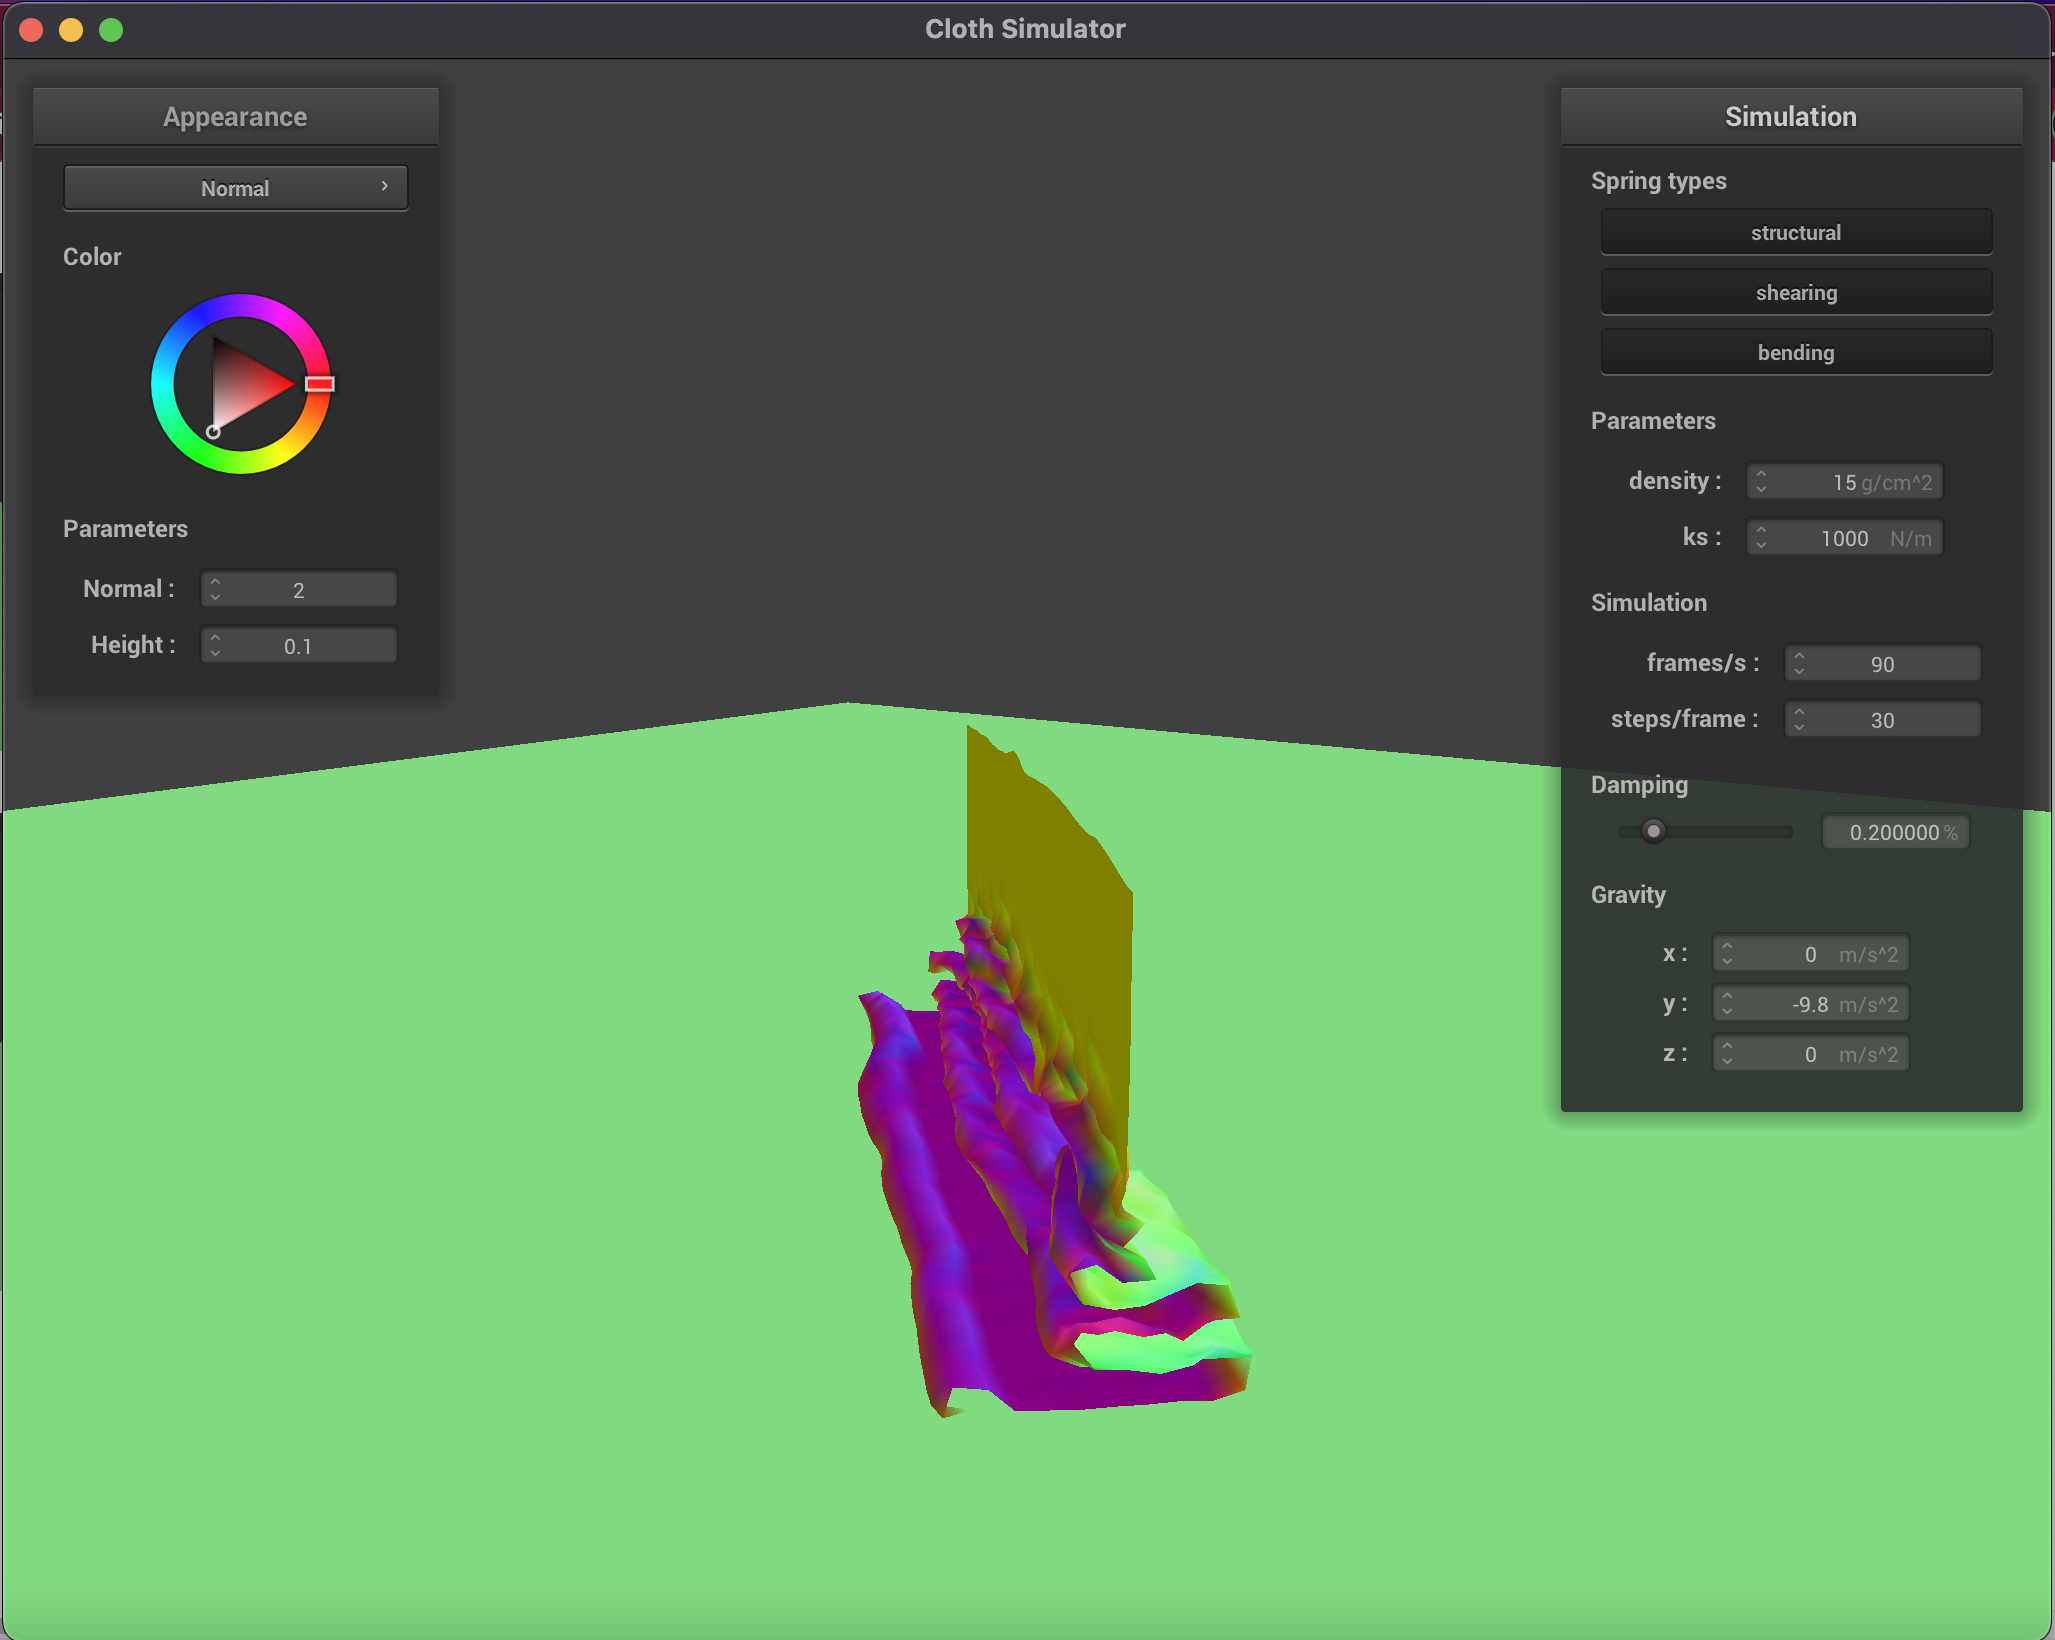 Cloth Simulator
Appearance
Normal
Color
Parameters
Normal : 2
Height : 0.1
Simulation
Spring types
structural
shearing
bending
Parameters
density : 15 g/cm^2
ks : 1000 N/m
Simulation
frames/s : 90
steps/frame : 30
Damping
0.200000 %
Gravity
x : 0 m/s^2
y : -9.8 m/s^2
z : 0 m/s^2